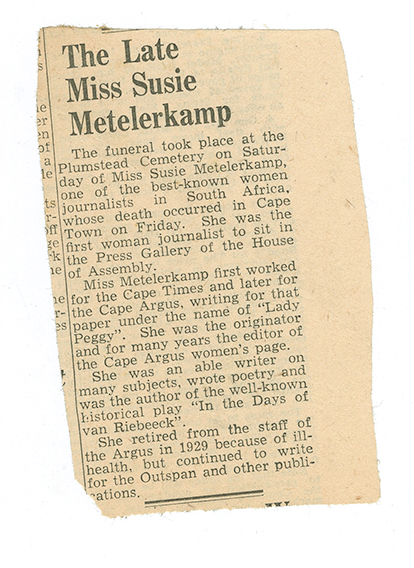 The Late
Miss Susie
Metelerkamp
The funeral took place at the
Plumstead Cemetery on Satur-
day of Miss Susie Metelerkamp,
one of the best-known women
journalists in South Africa,
whose death occurred in Cape
Town on Friday. She was the
first woman journalist to sit in
the Press Gallery of the House
of Assembly.
Miss Metelerkamp first worked
for the Cape Times and later for
the Cape Argus, writing for that
paper under the name of "Lady
Peggy". She was the originator
and for many years the editor of
the Cape Argus women's page.
She was an able writer on
many subjects, wrote poetry and
was the author of the well-known
historical play "In the Days of
van Riebeeck".
She retired from the staff of
the Argus in 1929 because of ill-
health, but continued to write
for the Outspan and other publi-
cations.